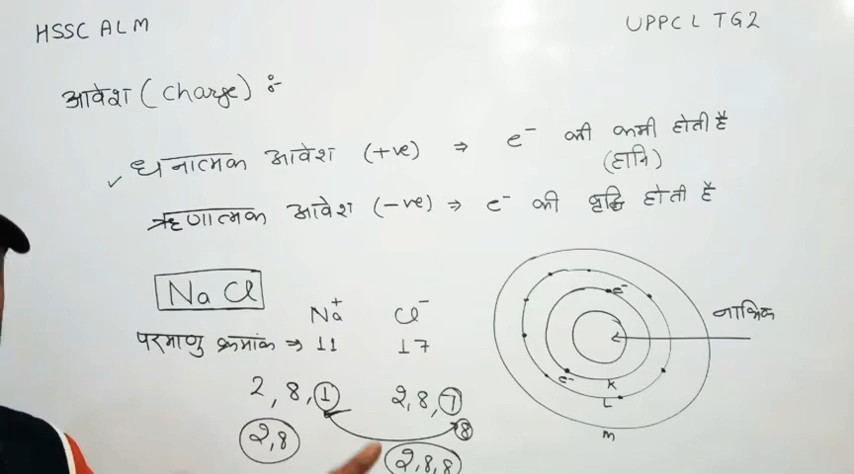 HSSC ALM
UPPCL TG2
आवेश (Charge) :-
धनात्मक आवेश (+ve) ⇒ e⁻ की कमी होती है
(हानि)
ऋणात्मक आवेश (-ve) ⇒ e⁻ की वृद्धि होती है
NaCl
Na⁺ Cl⁻
परमाणु क्रमांक ⇒ 11 17
2, 8, 1 2, 8, 7
8
2,8 2,8,8
नाभिक
e⁻
e⁻
K
L
M